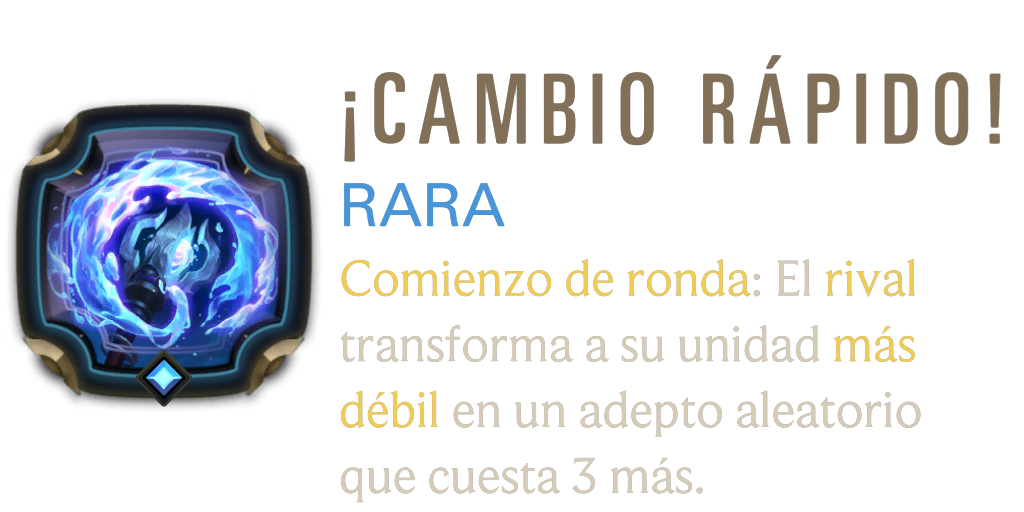 ¡CAMBIO RÁPIDO!
RARA
Comienzo de ronda: El rival
transforma a su unidad más
débil en un adepto aleatorio
que cuesta 3 más.